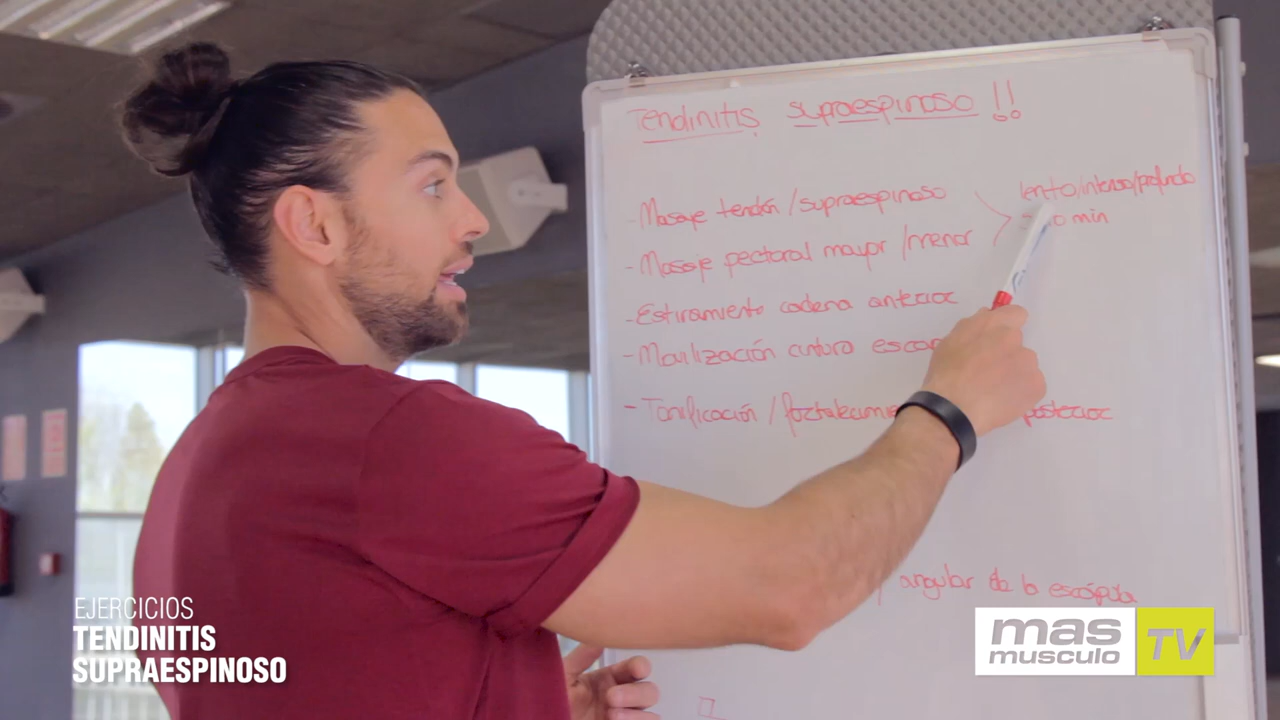 Tendinitis supraespinoso !!
- Masaje tendón / supraespinoso
lento/intenso/profundo
min
- Masaje pectoral mayor / menor
- Estiramiento cadena anterior
- Movilización cintura
- Tonificación / posterior
angular de la escápula
EJERCICIOS
TENDINITIS
SUPRAESPINOSO
mas
musculo
TV